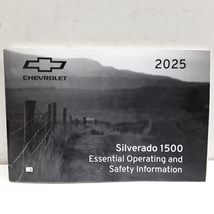 CHEVROLET
2025
Silverado 1500
Essential Operating and
Safety Information